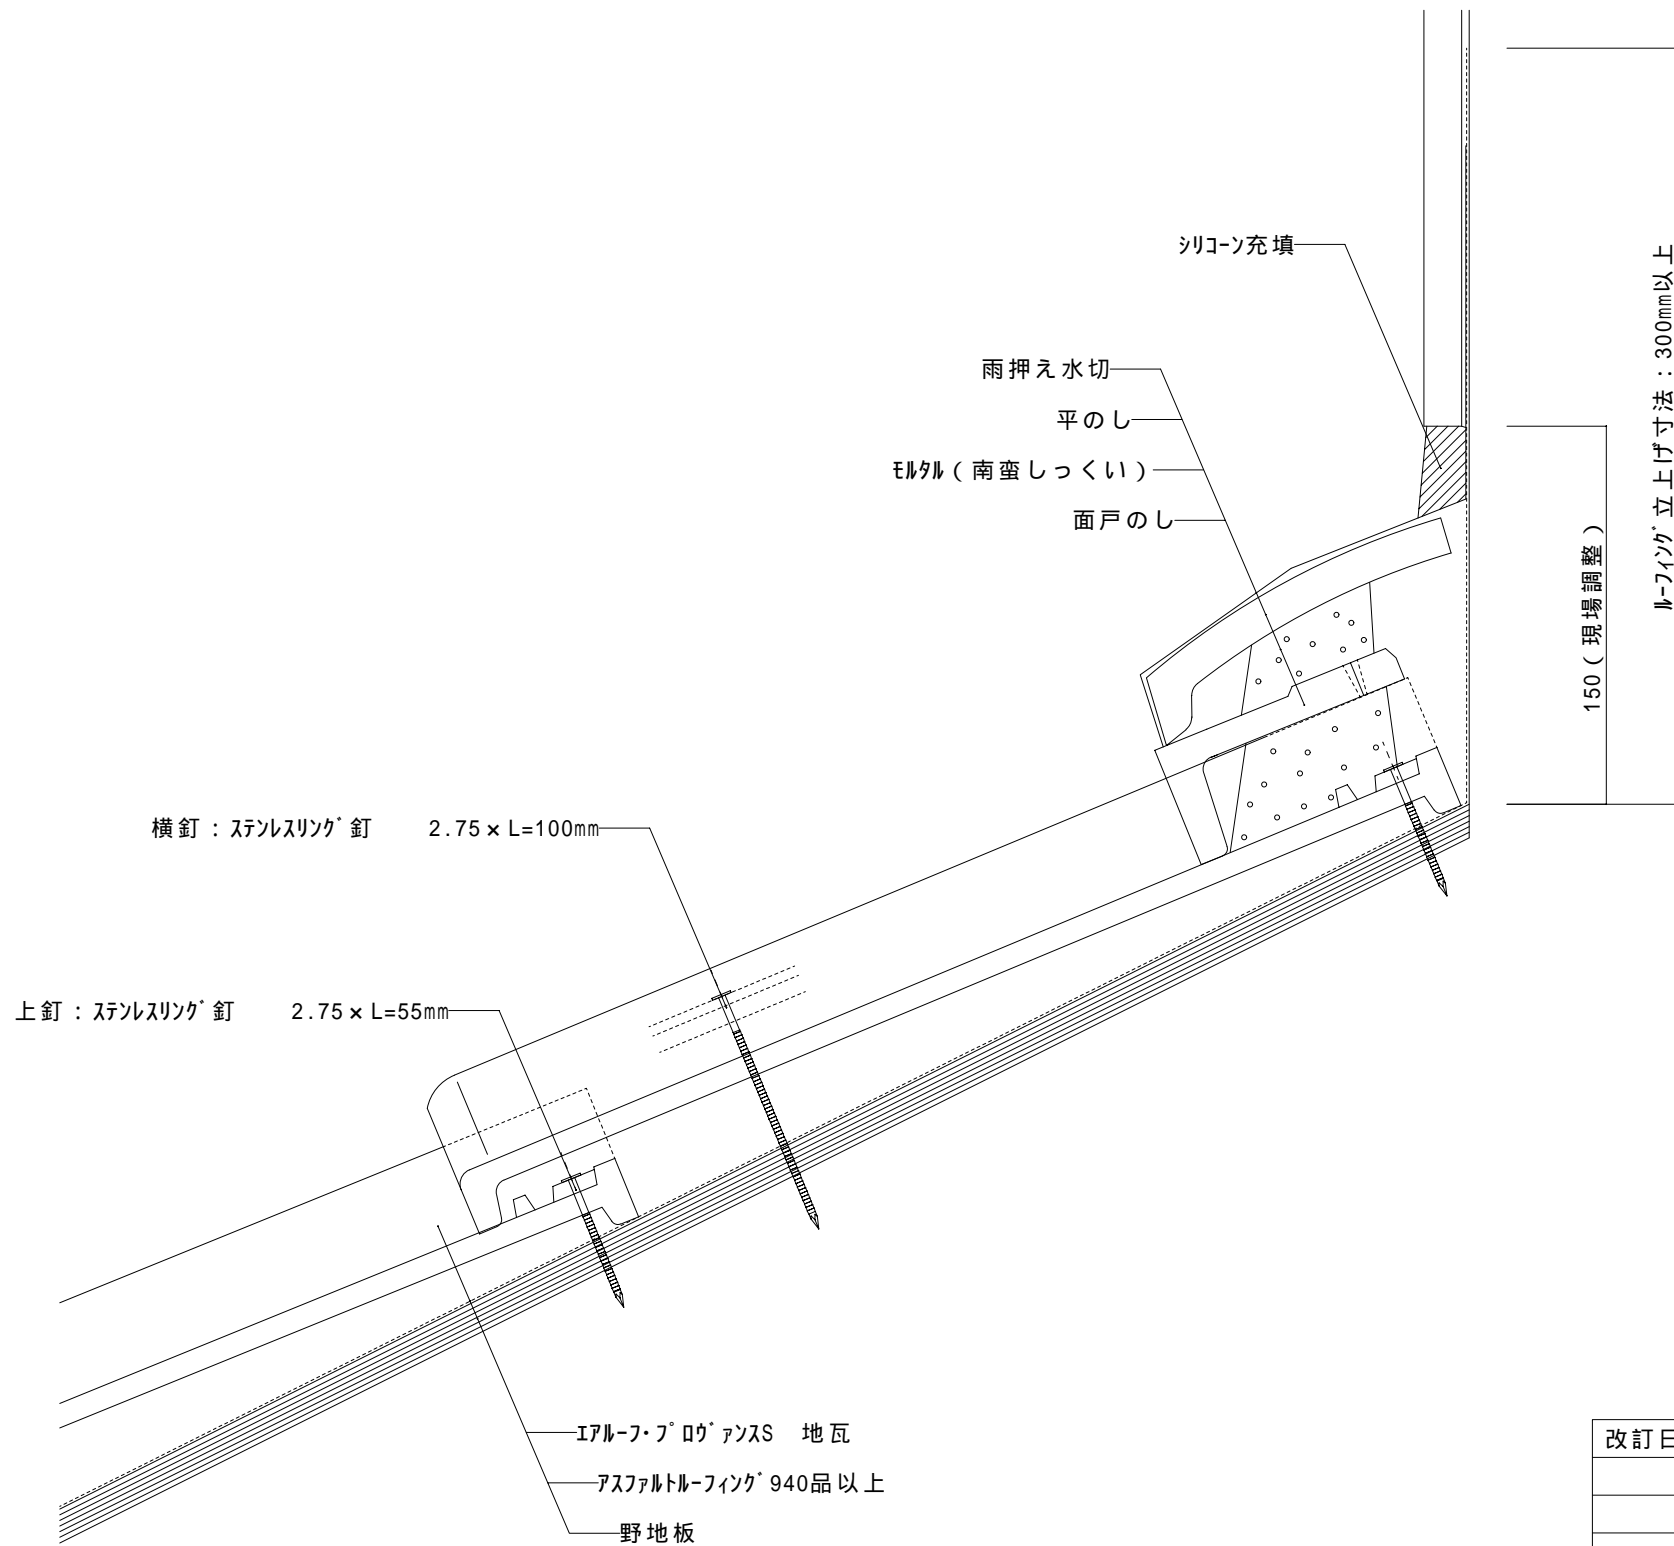 シリコーン充填
雨押え水切
平のし
モルタル(南蛮しっくい)
面戸のし
ルーフィング立上げ寸法:300mm以上
150(現場調整)
横釘:ステンレスリング釘 2.75×L=100mm
上釘:ステンレスリング釘 2.75×L=55mm
エアルーフ・プロヴァンスS 地瓦
アスファルトルーフィング940品以上
野地板
改訂日